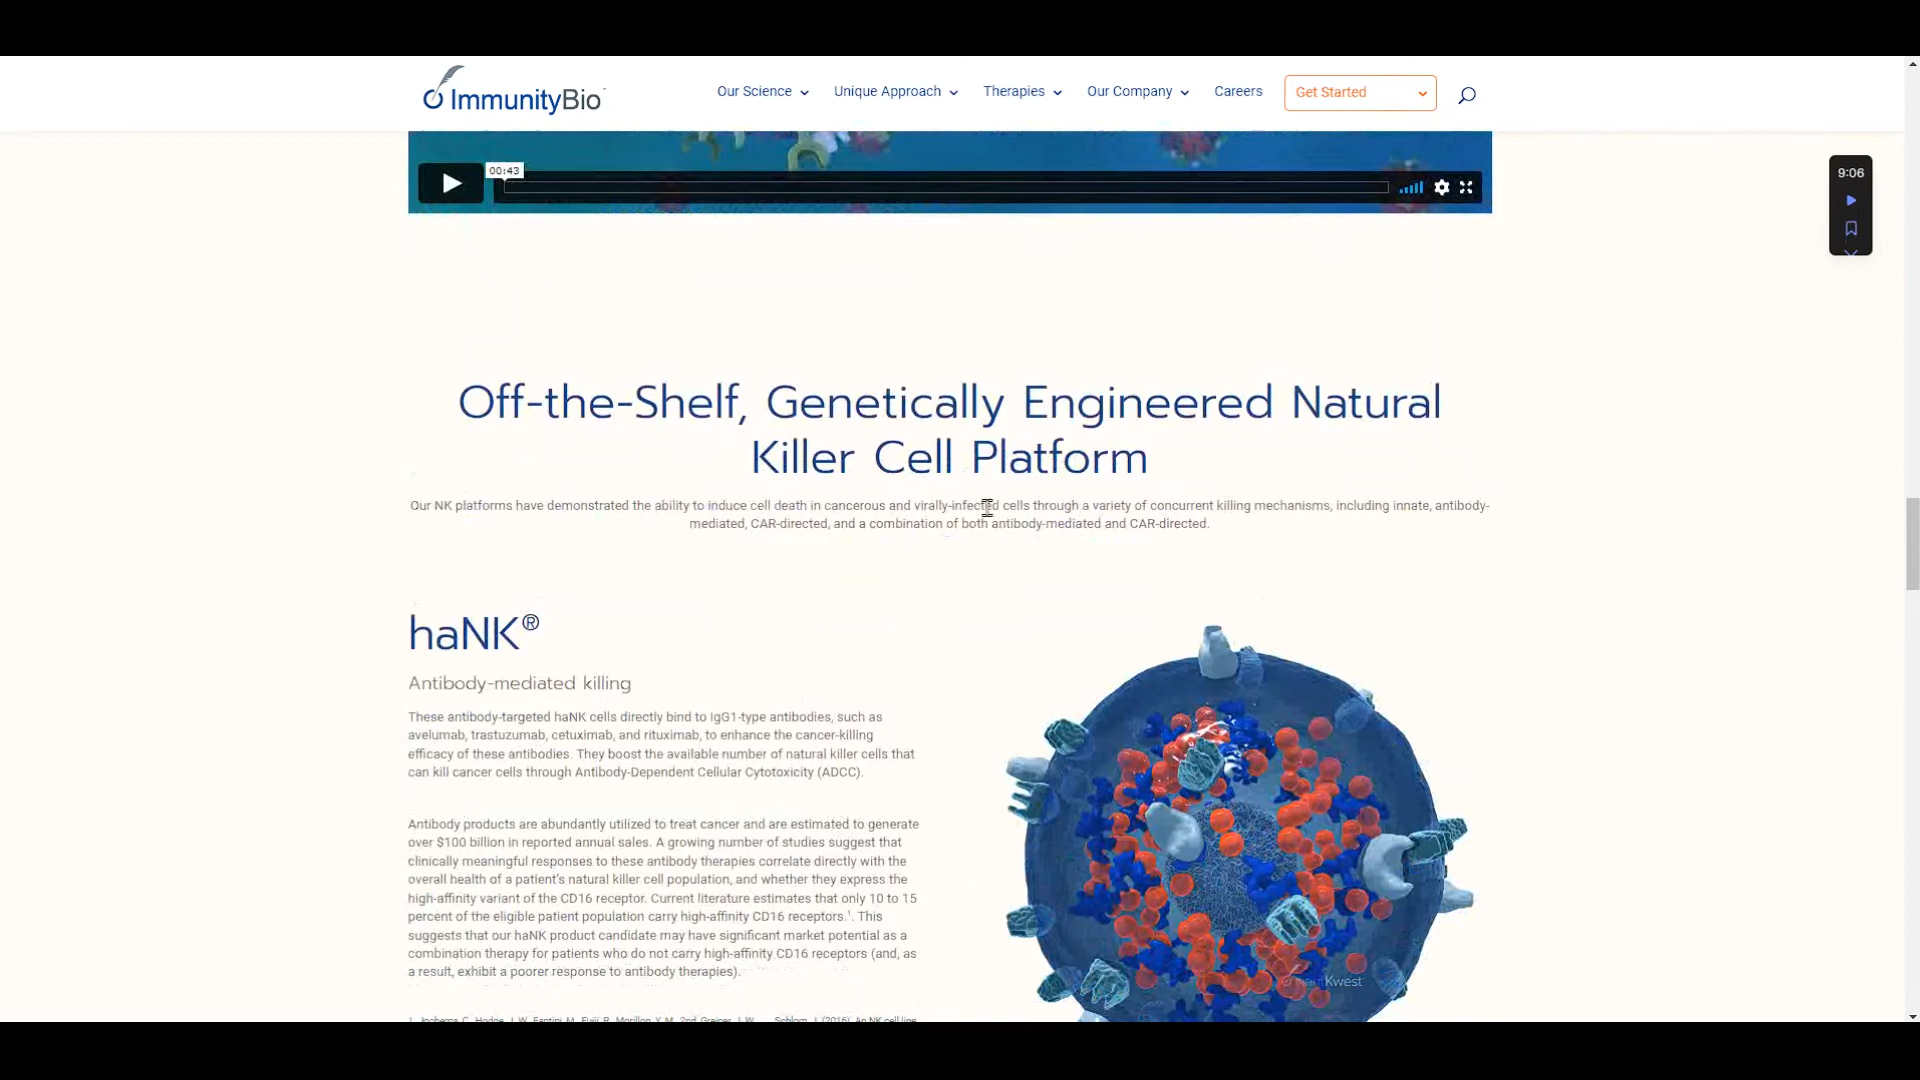 ImmunityBio
Our Science Unique Approach Therapies Our Company Careers Get Started
00:43
9:06
Off-the-Shelf, Genetically Engineered Natural
Killer Cell Platform
Our NK platforms have demonstrated the ability to induce cell death in cancerous and virally-infected cells through a variety of concurrent killing mechanisms, including innate, antibody-
mediated, CAR-directed, and a combination of both antibody-mediated and CAR-directed.
haNK®
Antibody-mediated killing
These antibody-targeted haNK cells directly bind to IgG1-type antibodies, such as
avelumab, trastuzumab, cetuximab, and rituximab, to enhance the cancer-killing
efficacy of these antibodies. They boost the available number of natural killer cells that
can kill cancer cells through Antibody-Dependent Cellular Cytotoxicity (ADCC).
Antibody products are abundantly utilized to treat cancer and are estimated to generate
over $100 billion in reported annual sales. A growing number of studies suggest that
clinically meaningful responses to these antibody therapies correlate directly with the
overall health of a patient's natural killer cell population, and whether they express the
high-affinity variant of the CD16 receptor. Current literature estimates that only 10 to 15
percent of the eligible patient population carry high-affinity CD16 receptors.¹. This
suggests that our haNK product candidate may have significant market potential as a
combination therapy for patients who do not carry high-affinity CD16 receptors (and, as
a result, exhibit a poorer response to antibody therapies).